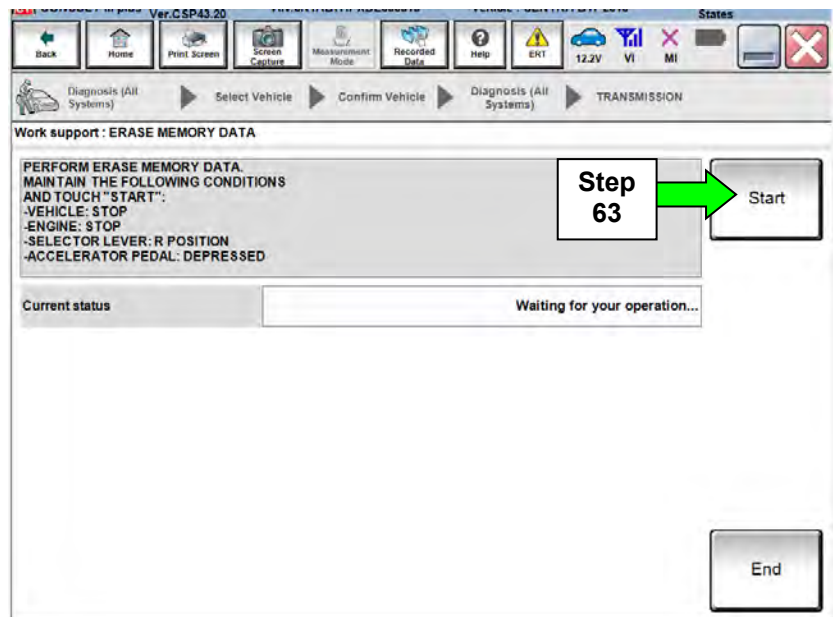 Ver.CSP43.20
States
Back
Home
Print Screen
Screen
Capture
Measurement
Mode
Recorded
Data
Help
ERT
12.2V
VI
MI
Diagnosis (All
Systems)
Select Vehicle
Confirm Vehicle
Diagnosis (All
Systems)
TRANSMISSION
Work support : ERASE MEMORY DATA
PERFORM ERASE MEMORY DATA.
MAINTAIN THE FOLLOWING CONDITIONS
AND TOUCH "START":
-VEHICLE: STOP
-ENGINE: STOP
-SELECTOR LEVER: R POSITION
-ACCELERATOR PEDAL: DEPRESSED
Step
63
Start
Current status
Waiting for your operation...
End